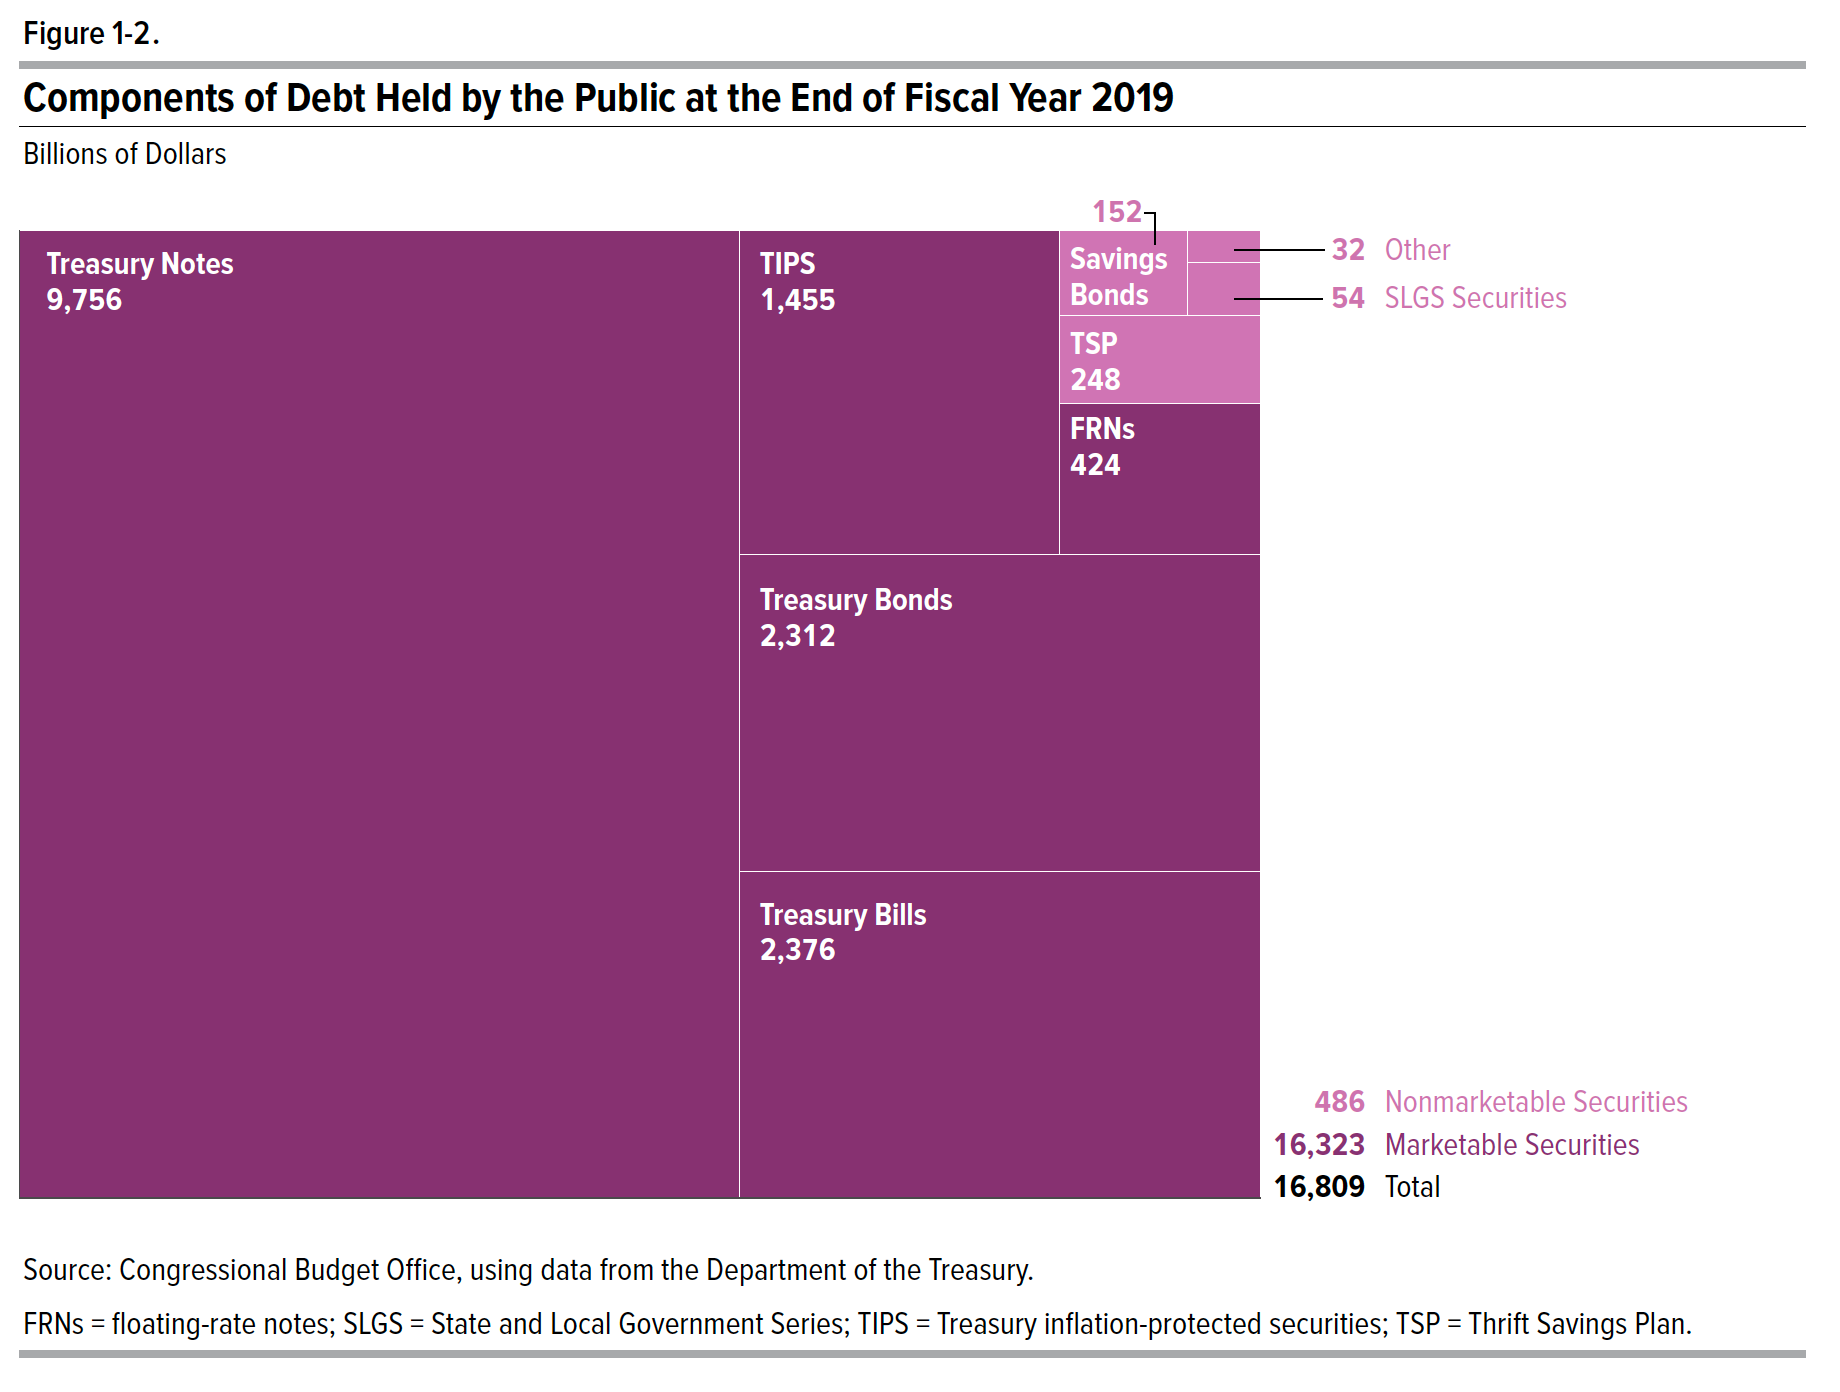 Figure 1-2.
Components of Debt Held by the Public at the End of Fiscal Year 2019
Billions of Dollars
Treasury Notes
9,756
TIPS
1,455
152
Savings
Bonds
32 Other
54 SLGS Securities
TSP
248
FRNs
424
Treasury Bonds
2,312
Treasury Bills
2,376
486 Nonmarketable Securities
16,323 Marketable Securities
16,809 Total
Source: Congressional Budget Office, using data from the Department of the Treasury.
FRNs = floating-rate notes; SLGS = State and Local Government Series; TIPS = Treasury inflation-protected securities; TSP = Thrift Savings Plan.